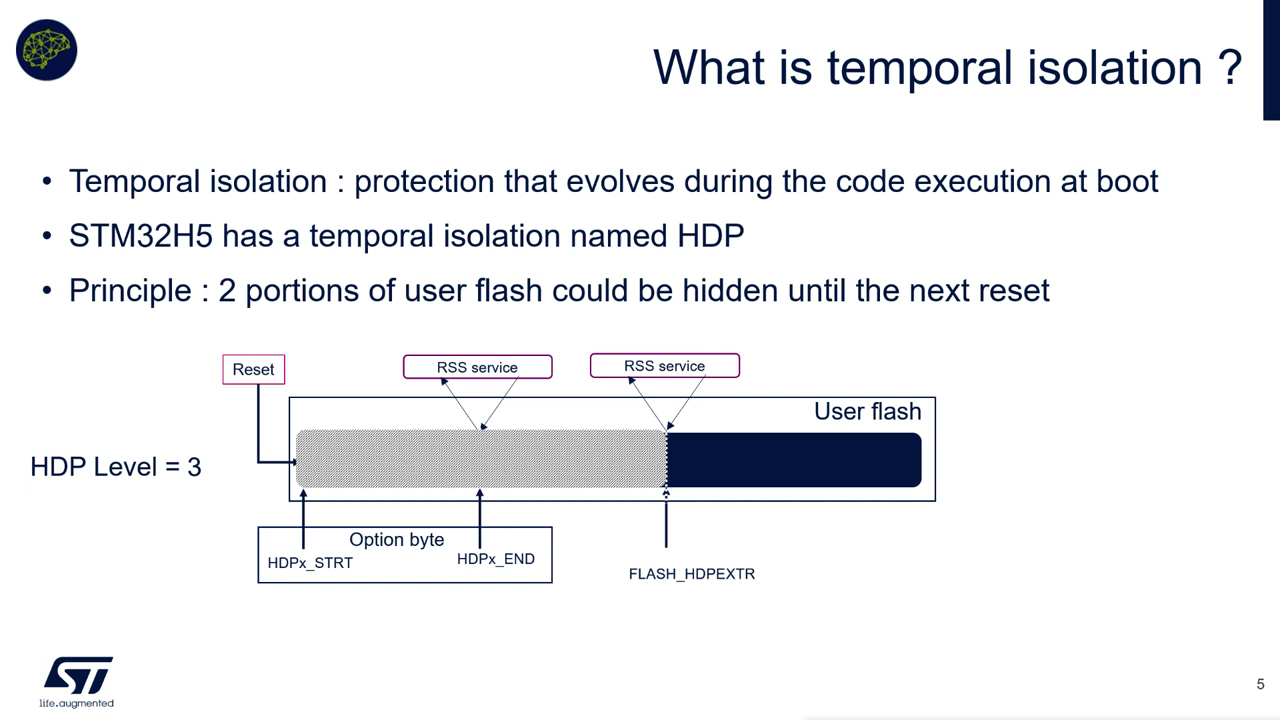 What is temporal isolation ?
• Temporal isolation : protection that evolves during the code execution at boot
• STM32H5 has a temporal isolation named HDP
• Principle : 2 portions of user flash could be hidden until the next reset
Reset
RSS service
RSS service
User flash
HDP Level = 3
Option byte
HDPx_STRT
HDPx_END
FLASH_HDPEXTR
ST
life.augmented
5